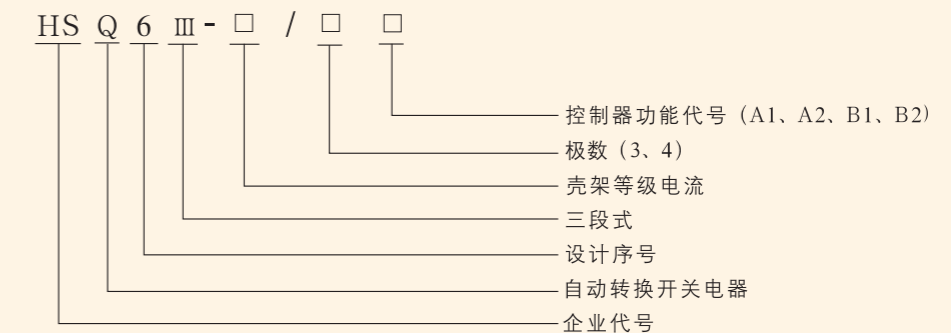 HS Q 6 Ⅲ - □ / □ □
控制器功能代号（A1、A2、B1、B2）
极数（3、4）
壳架等级电流
三段式
设计序号
自动转换开关电器
企业代号